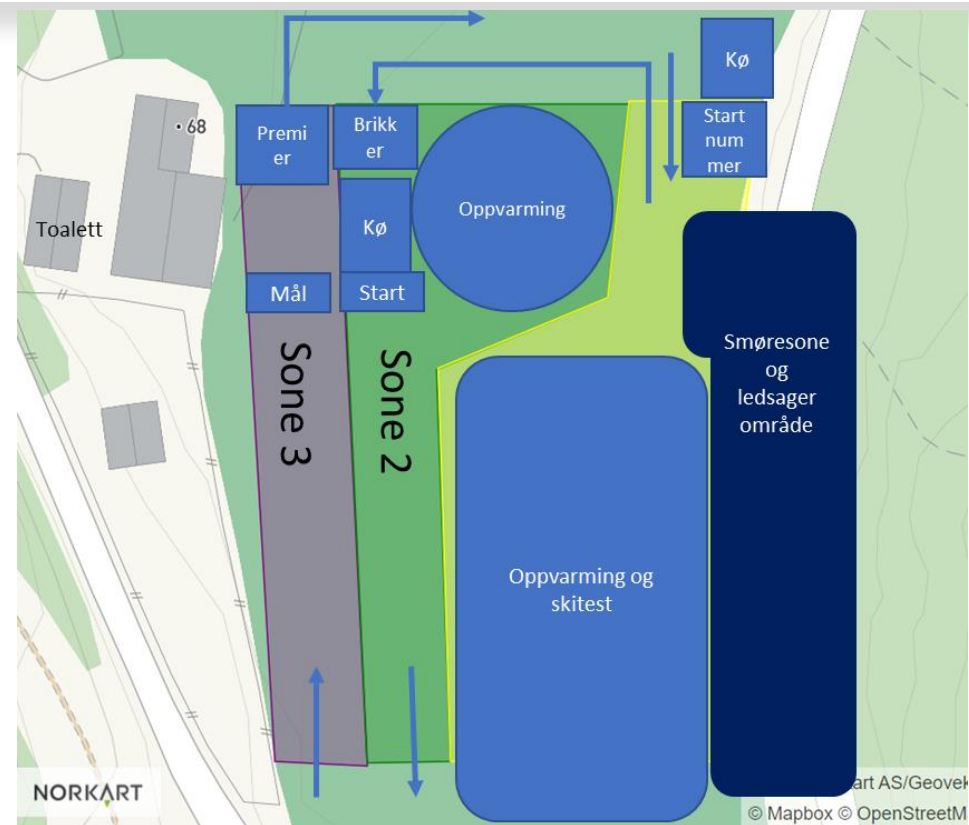 Kø
Premi
er
Brikk
er
Start
num
mer
68
Toalett
Oppvarming
Kø
Mål
Start
Sone 3
Sone 2
Smøresone
og
ledsager
område
Oppvarming og
skitest
NORKART
art AS/Geovek
© Mapbox © OpenStreetM